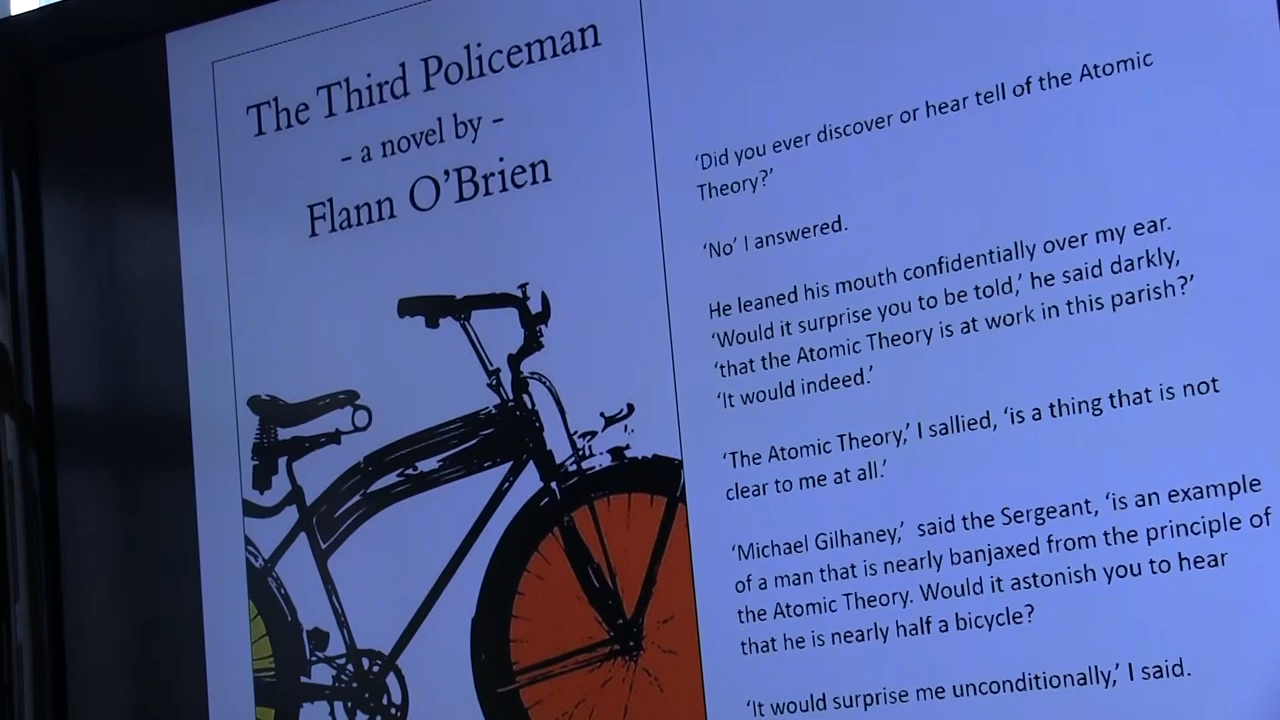 The Third Policeman
- a novel by -
Flann O'Brien
‘Did you ever discover or hear tell of the Atomic
Theory?’
‘No’ I answered.
He leaned his mouth confidentially over my ear.
‘Would it surprise you to be told,’ he said darkly,
‘that the Atomic Theory is at work in this parish?’
‘It would indeed.’
‘The Atomic Theory,’ I sallied, ‘is a thing that is not
clear to me at all.’
‘Michael Gilhaney,’ said the Sergeant, ‘is an example
of a man that is nearly banjaxed from the principle of
the Atomic Theory. Would it astonish you to hear
that he is nearly half a bicycle?
‘It would surprise me unconditionally,’ I said.